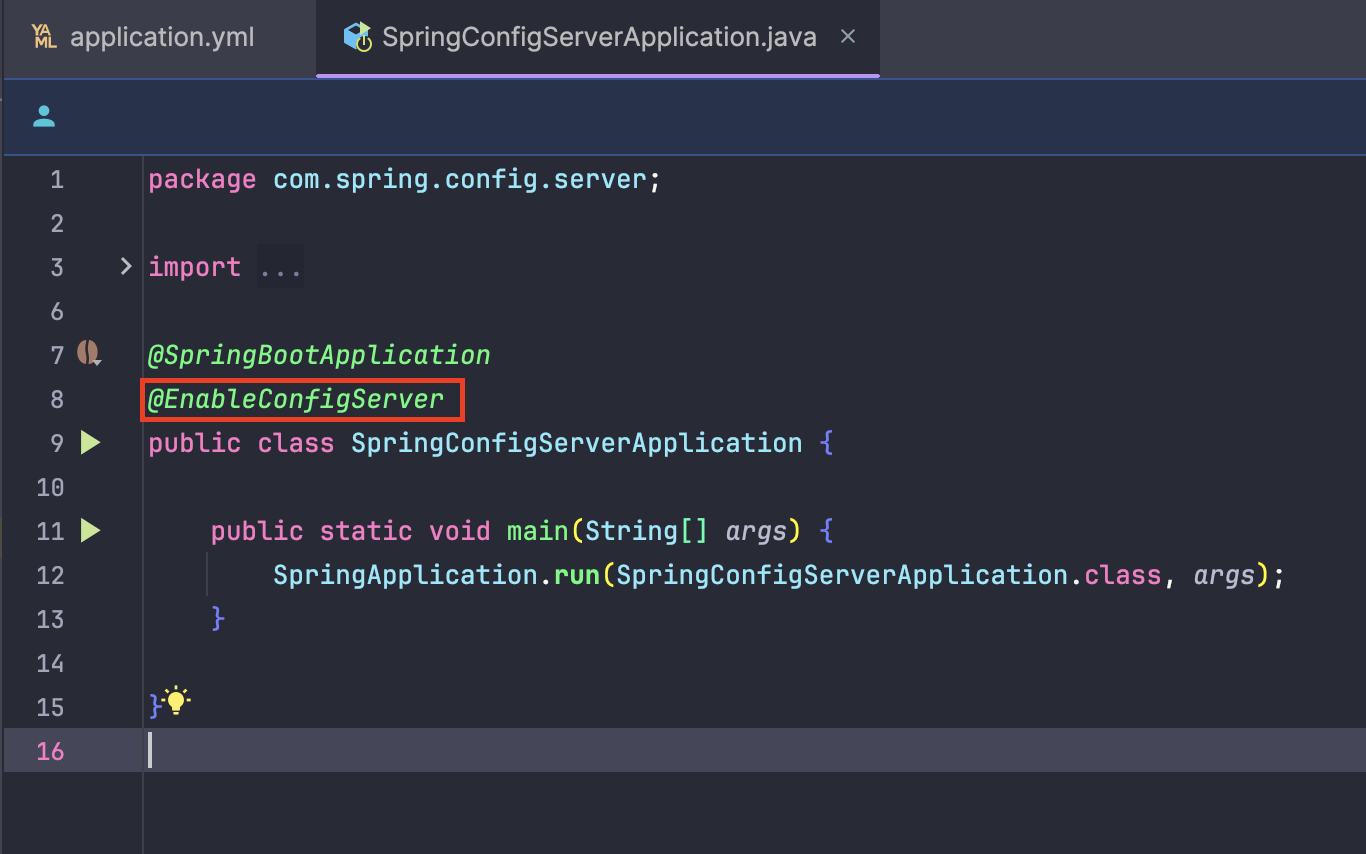 YAML application.yml SpringConfigServerApplication.java
1 package com.spring.config.server;
2
3 import ...
6
7 @SpringBootApplication
8 @EnableConfigServer
9 public class SpringConfigServerApplication {
10
11 public static void main(String[] args) {
12 SpringApplication.run(SpringConfigServerApplication.class, args);
13 }
14
15 }
16